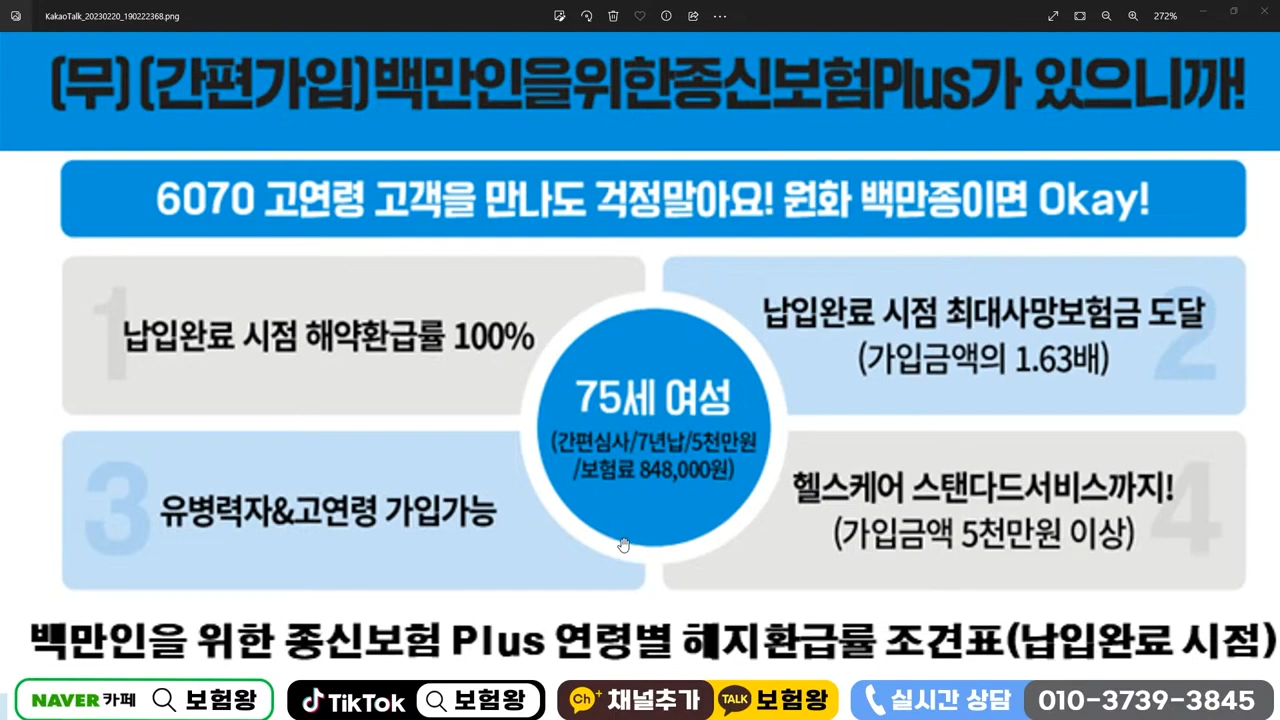 KakaoTalk_20230220_190222368.png
272%
(무)(간편가입)백만인을위한종신보험Plus가 있으니까!
6070 고연령 고객을 만나도 걱정말아요! 원화 백만종이면 Okay!
1
납입완료 시점 해약환급률 100%
2
납입완료 시점 최대사망보험금 도달
(가입금액의 1.63배)
75세 여성
(간편심사/7년납/5천만원
/보험료 848,000원)
3
유병력자&고연령 가입가능
4
헬스케어 스탠다드서비스까지!
(가입금액 5천만원 이상)
백만인을 위한 종신보험 Plus 연령별 해지환급률 조견표(납입완료 시점)
NAVER 카페 보험왕
TikTok 보험왕
Ch+ 채널추가 TALK 보험왕
실시간 상담 010-3739-3845